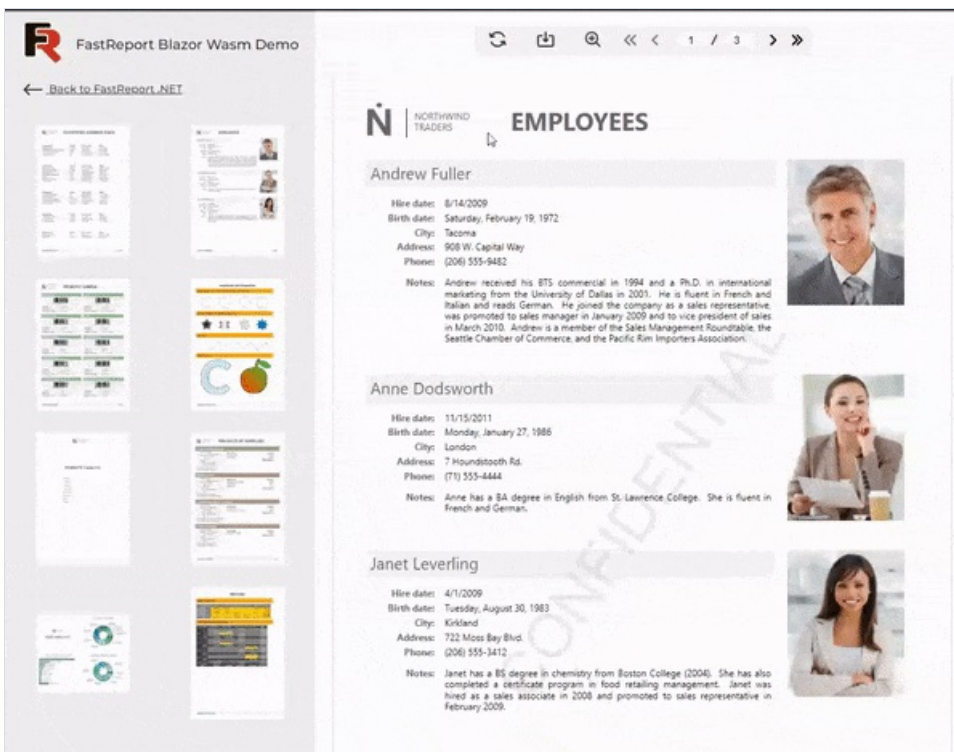 FastReport Blazor Wasm Demo
1 / 3
Back to FastReport .NET
NORTHWIND
TRADERS
EMPLOYEES
Andrew Fuller
Hire date: 8/14/2009
Birth date: Saturday, February 19, 1972
City: Tacoma
Address: 908 W. Capital Way
Phone: (206) 555-9482
Notes: Andrew received his BTS commercial in 1994 and a Ph.D. in international
marketing from the University of Dallas in 2001. He is fluent in French and
Italian and reads German. He joined the company as a sales representative,
was promoted to sales manager in January 2009 and to vice president of sales
in March 2010. Andrew is a member of the Sales Management Roundtable, the
Seattle Chamber of Commerce, and the Pacific Rim Importers Association.
Anne Dodsworth
Hire date: 11/15/2011
Birth date: Monday, January 27, 1986
City: London
Address: 7 Houndstooth Rd.
Phone: (71) 555-4444
Notes: Anne has a BA degree in English from St. Lawrence College. She is fluent in
French and German.
Janet Leverling
Hire date: 4/1/2009
Birth date: Tuesday, August 30, 1983
City: Kirkland
Address: 722 Moss Bay Blvd.
Phone: (206) 555-3412
Notes: Janet has a BS degree in chemistry from Boston College (2004). She has also
completed a certificate program in food retailing management. Janet was
hired as a sales associate in 2008 and promoted to sales representative in
February 2009.
CONFIDENTIAL